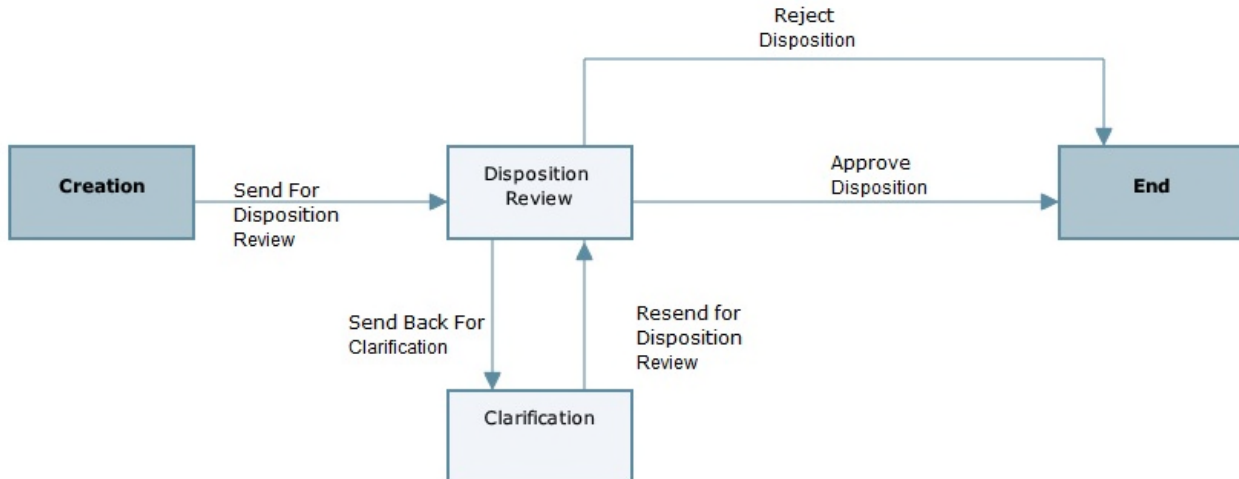 Reject
Disposition
Creation
Send For
Disposition
Review
Disposition
Review
Approve
Disposition
End
Send Back For
Clarification
Resend for
Disposition
Review
Clarification